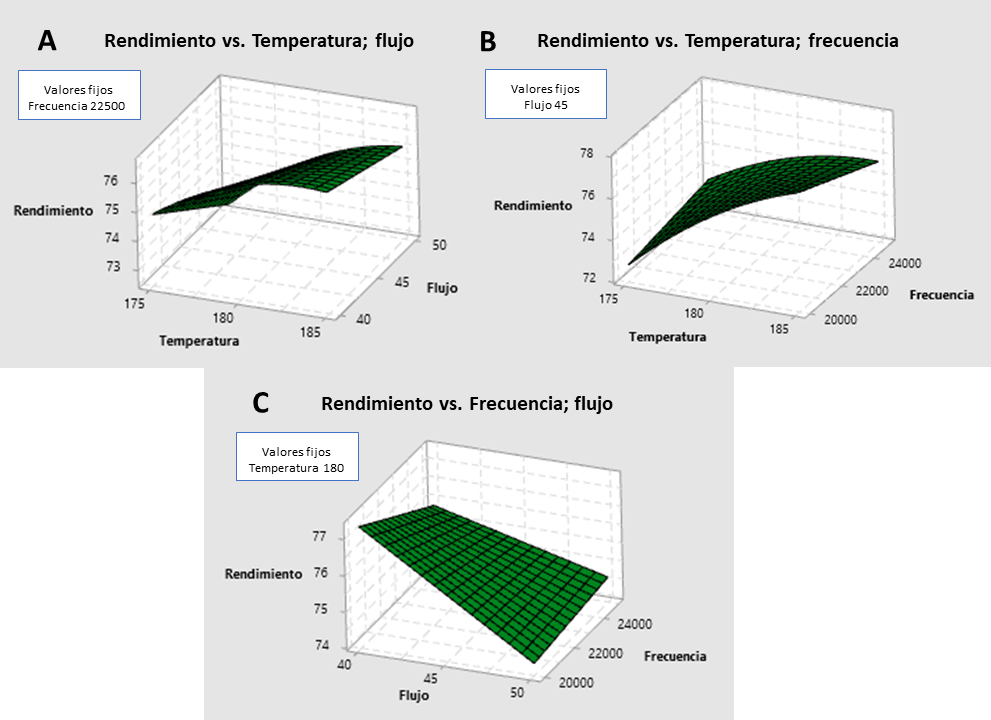 A
Rendimiento vs. Temperatura; flujo
Valores fijos
Frecuencia 22500
76
75
74
73
Rendimiento
175
180
185
Temperatura
50
45
40
Flujo
B
Rendimiento vs. Temperatura; frecuencia
Valores fijos
Flujo 45
78
76
74
72
Rendimiento
175
180
185
Temperatura
24000
22000
20000
Frecuencia
C
Rendimiento vs. Frecuencia; flujo
Valores fijos
Temperatura 180
77
76
75
74
Rendimiento
40
45
50
Flujo
24000
22000
20000
Frecuencia